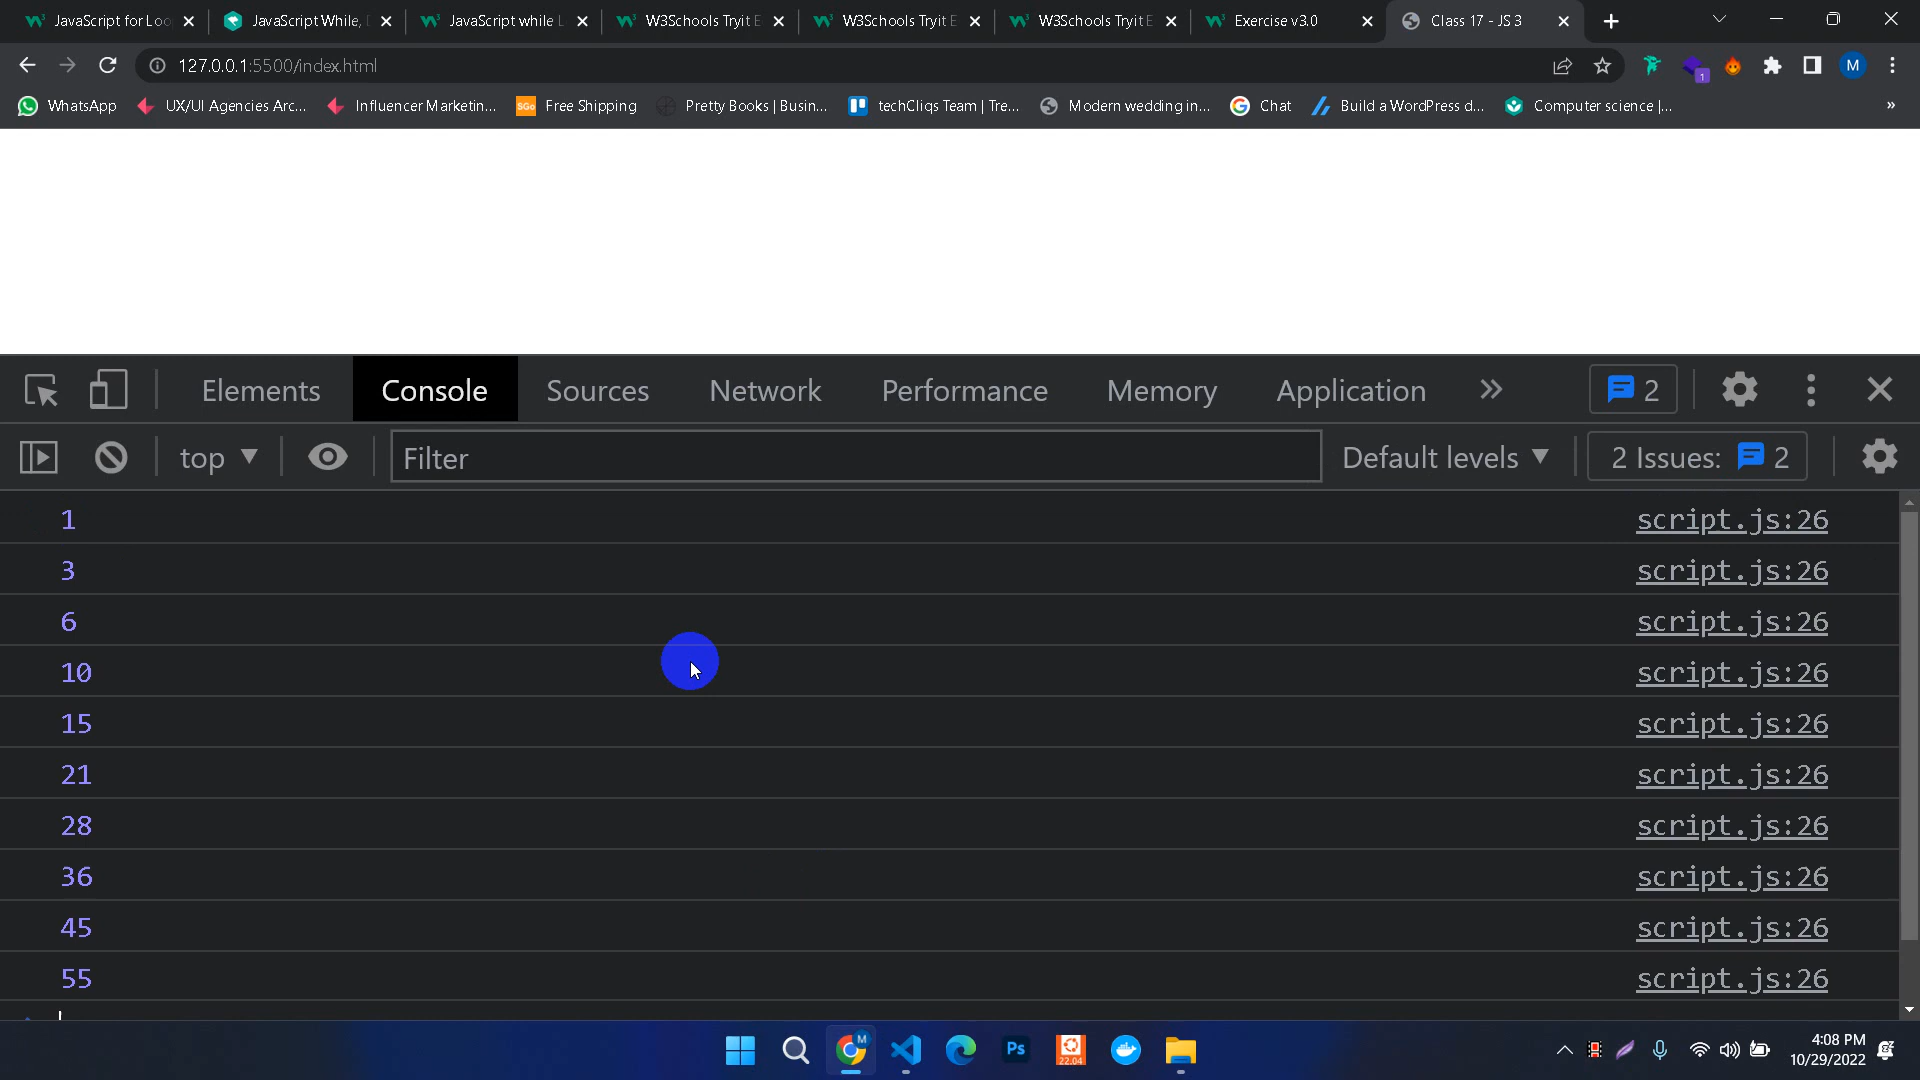 JavaScript for Loo
JavaScript While, D
JavaScript while L
W3Schools Tryit E
W3Schools Tryit E
W3Schools Tryit E
Exercise v3.0
Class 17 - JS 3
127.0.0.1:5500/index.html
1
M
WhatsApp
UX/UI Agencies Arc...
Influencer Marketin...
SGo
Free Shipping
Pretty Books | Busin...
techCliqs Team | Tre...
Modern wedding in...
Chat
Build a WordPress d...
Computer science |...
»
Elements
Console
Sources
Network
Performance
Memory
Application
2
top
Filter
Default levels
2 Issues:
2
1 script.js:26
3 script.js:26
6 script.js:26
10 script.js:26
15 script.js:26
21 script.js:26
28 script.js:26
36 script.js:26
45 script.js:26
55 script.js:26
M
Ps
22.04
4:08 PM
10/29/2022